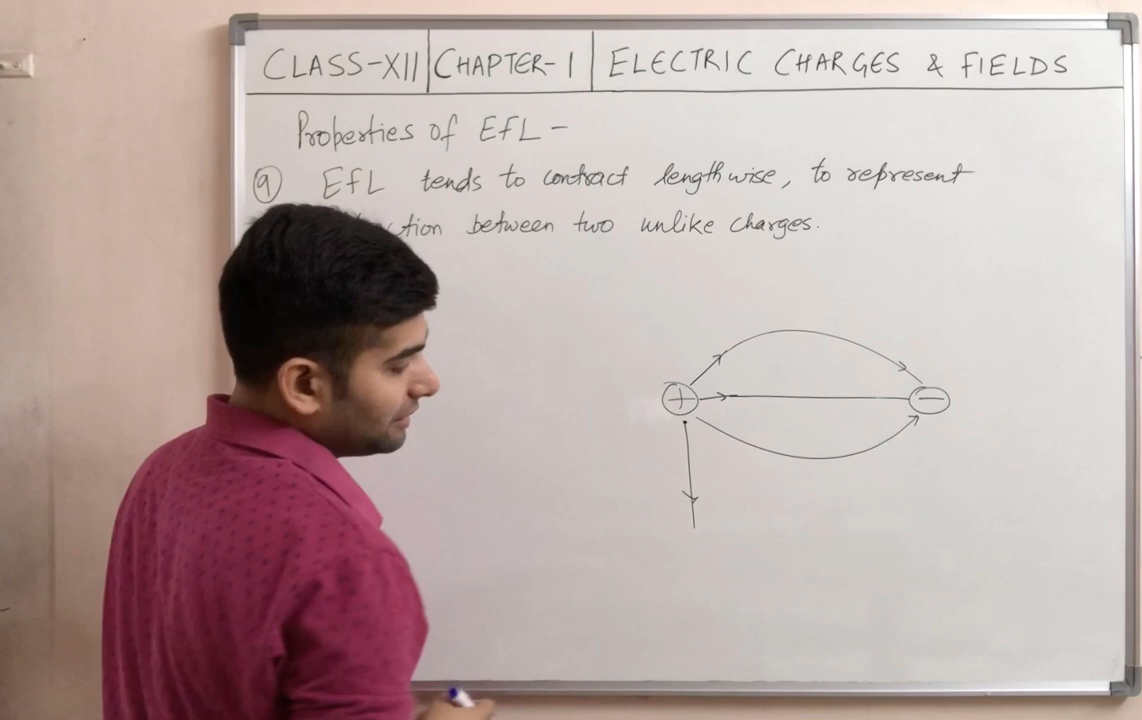 CLASS-XII CHAPTER-1 ELECTRIC CHARGES & FIELDS
Properties of EFL -
9 EFL tends to contract lengthwise, to represent
between two unlike charges.
+ -